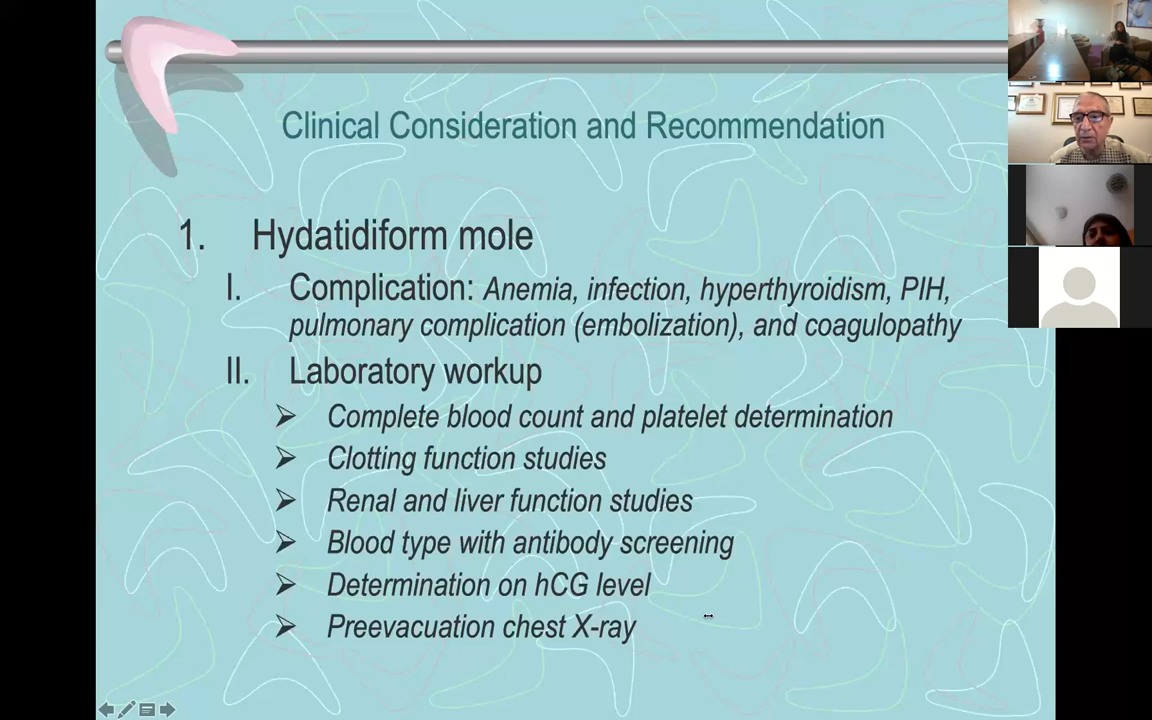 Clinical Consideration and Recommendation
1. Hydatidiform mole
I. Complication: Anemia, infection, hyperthyroidism, PIH,
pulmonary complication (embolization), and coagulopathy
II. Laboratory workup
➢ Complete blood count and platelet determination
➢ Clotting function studies
➢ Renal and liver function studies
➢ Blood type with antibody screening
➢ Determination on hCG level
➢ Preevacuation chest X-ray